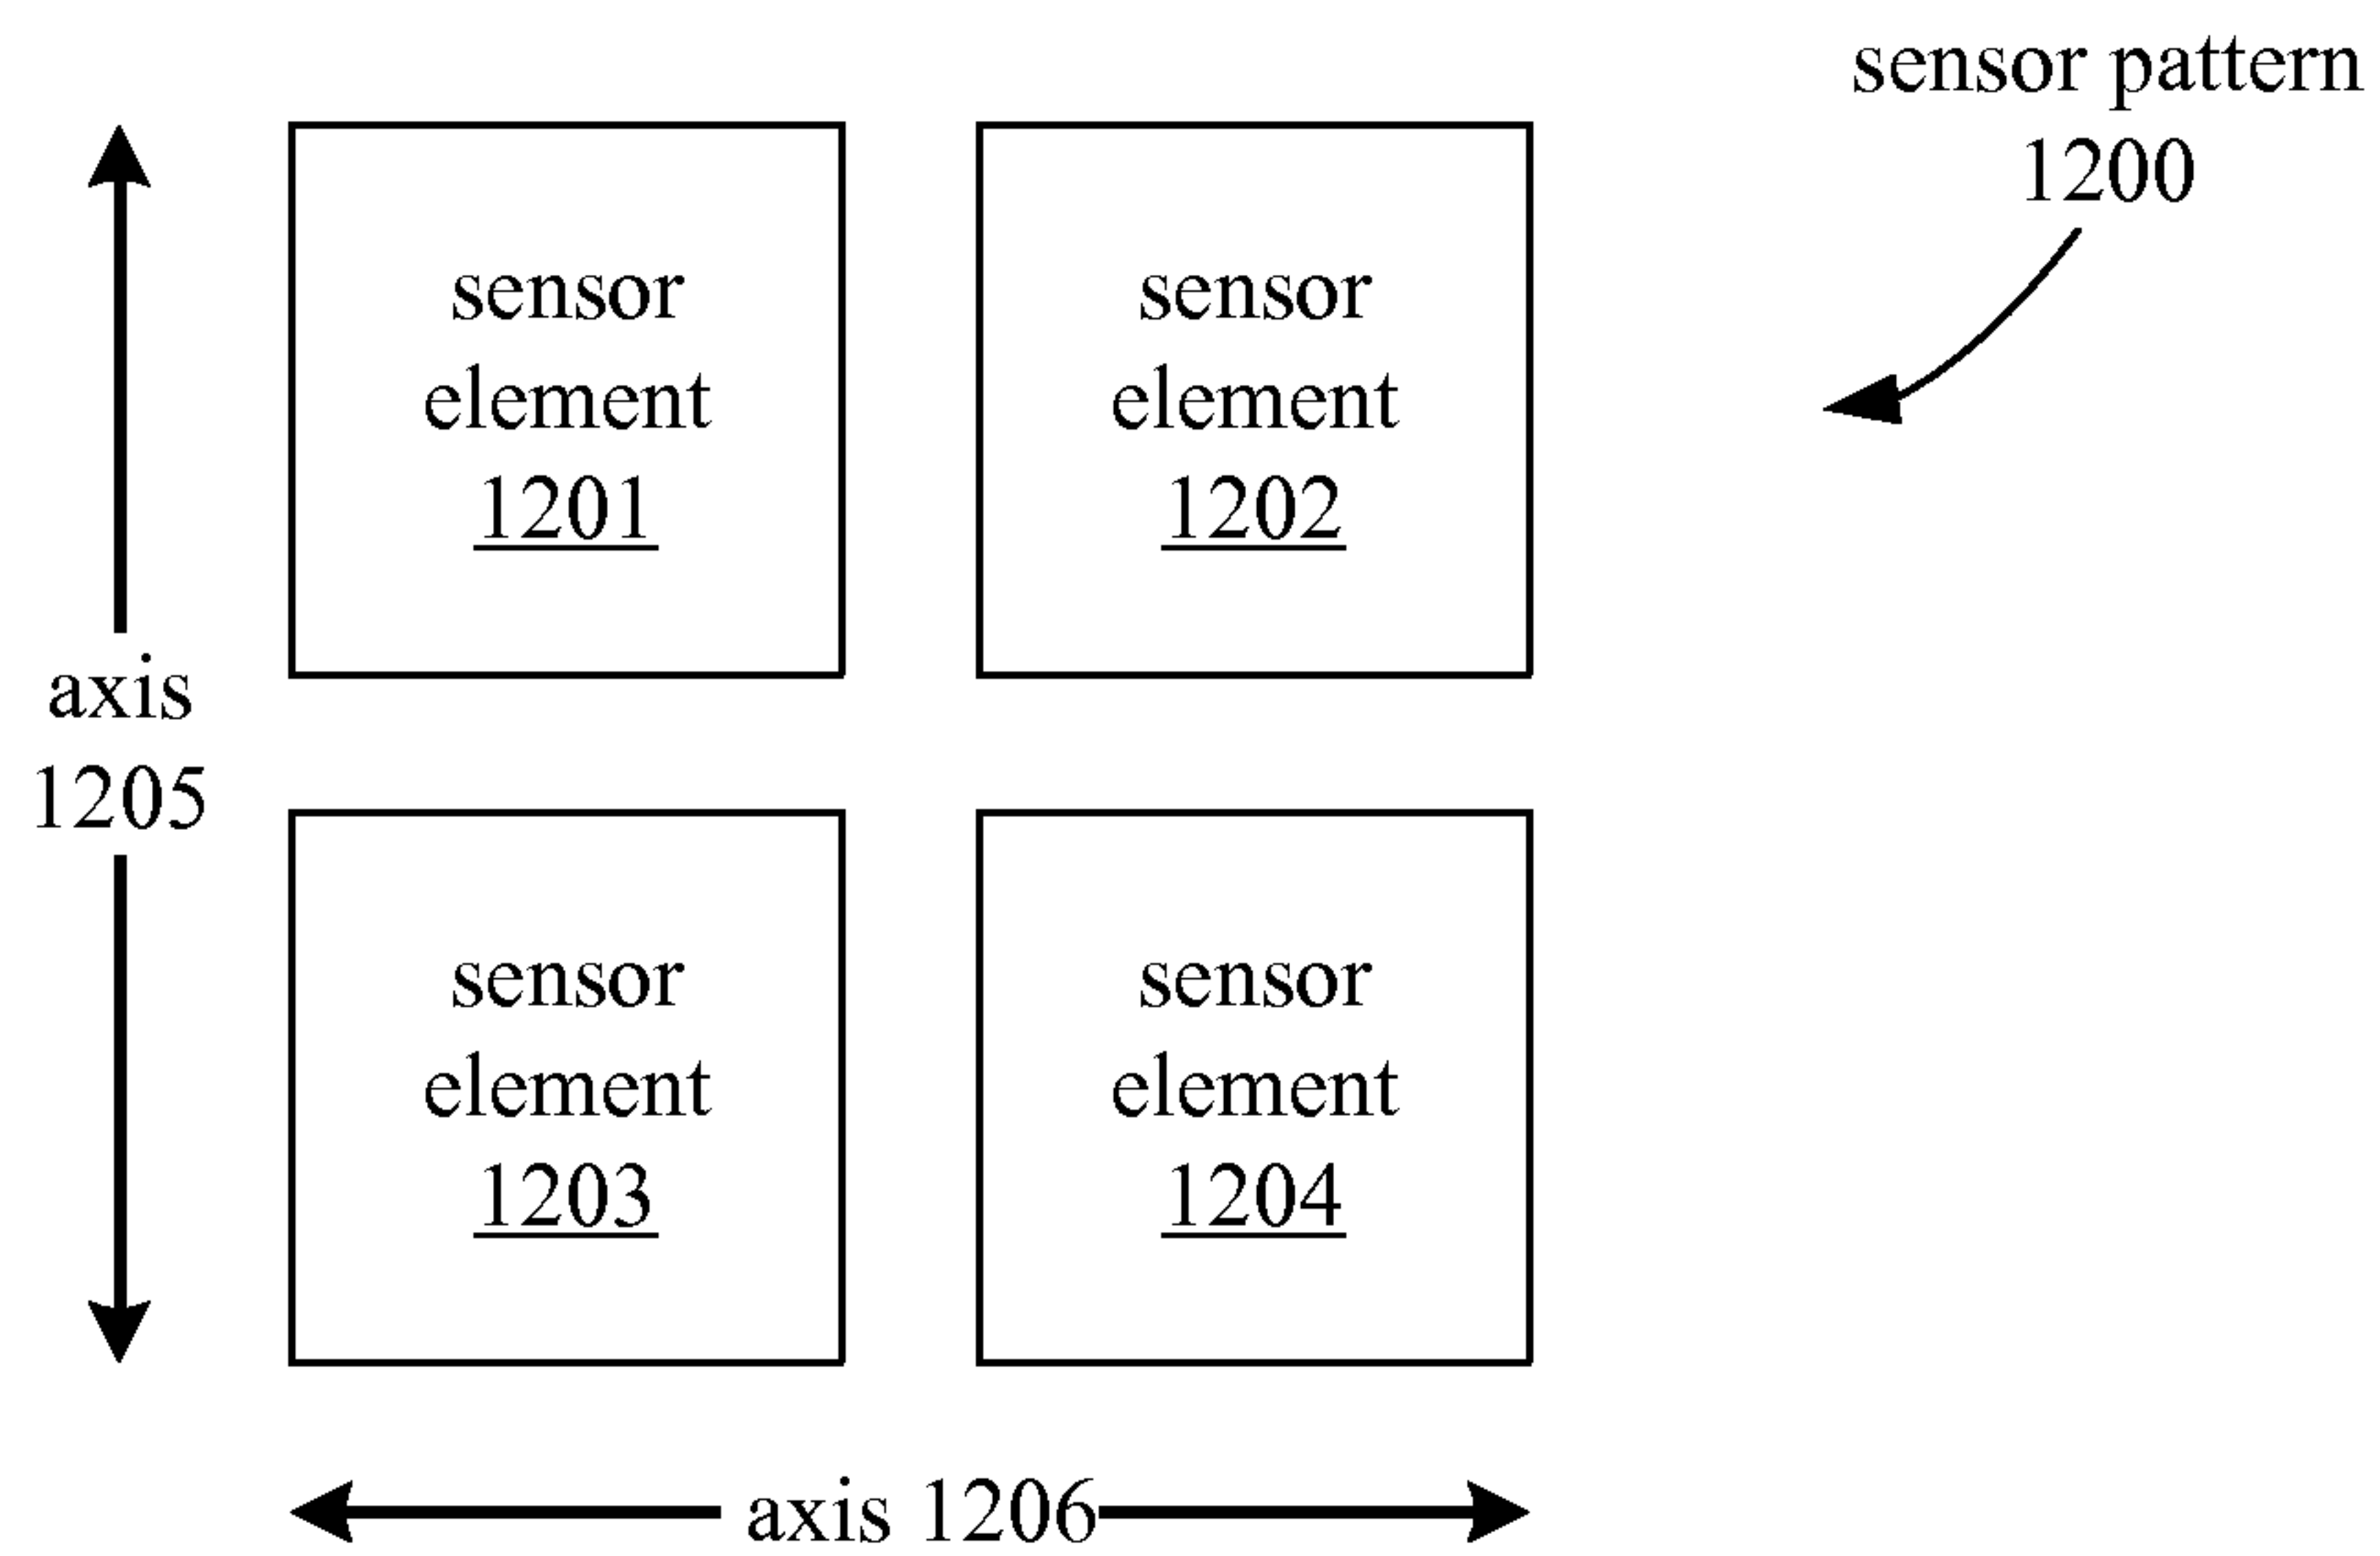 sensor pattern
1200
sensor
element
1201
sensor
element
1202
axis
1205
sensor
element
1203
sensor
element
1204
axis 1206